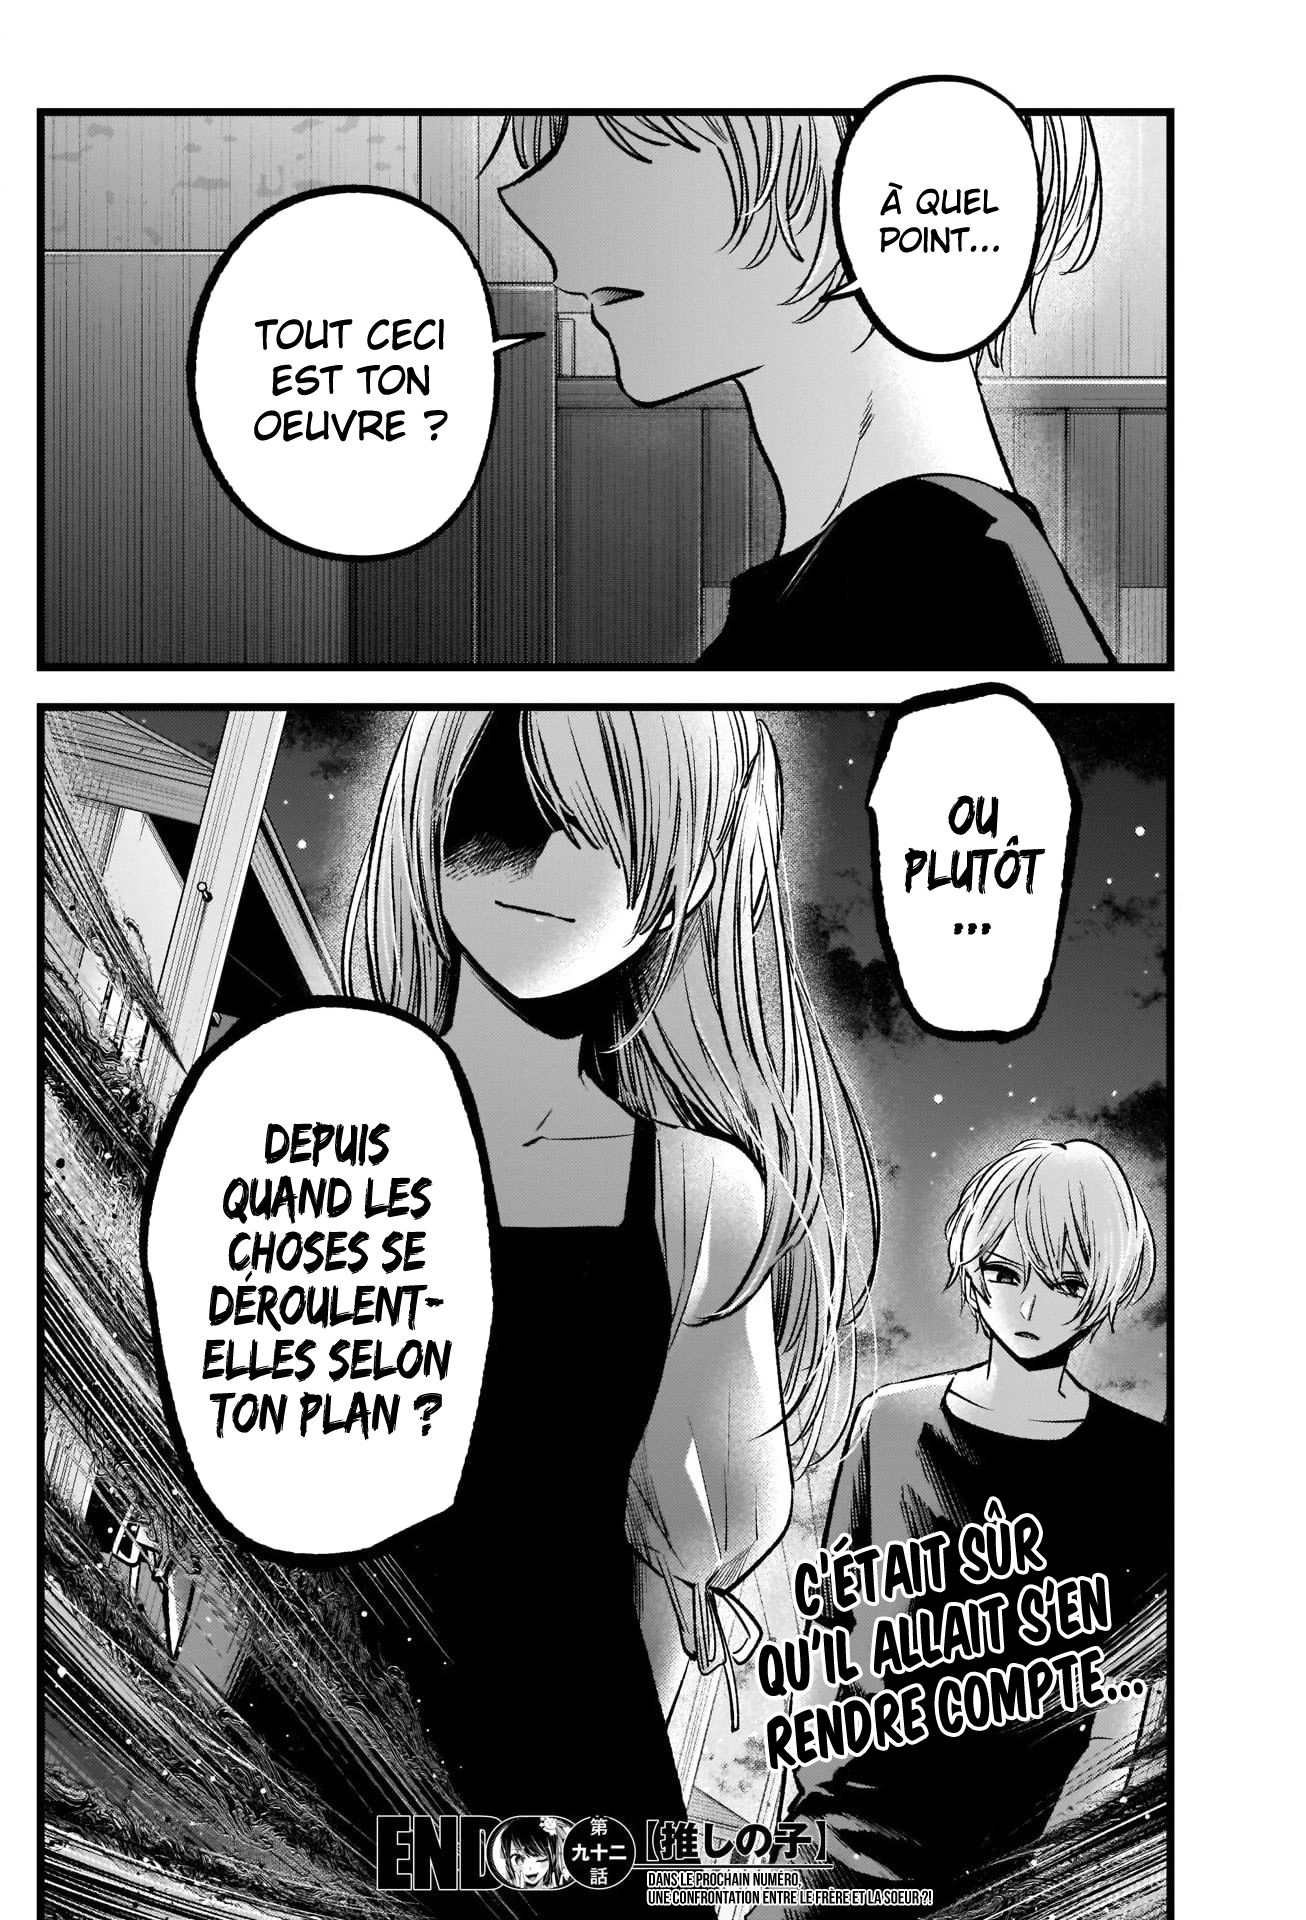 À QUEL
POINT...
TOUT CECI
EST TON
OEUVRE ?
OU
PLUTÔT
...
DEPUIS
QUAND LES
CHOSES SE
DÉROULENT-
ELLES SELON
TON PLAN ?
C'ÉTAIT SÛR
QU'IL ALLAIT S'EN
RENDRE COMPTE...
END
第
九十二
話
【推しの子】
DANS LE PROCHAIN NUMÉRO,
UNE CONFRONTATION ENTRE LE FRÈRE ET LA SOEUR ?!